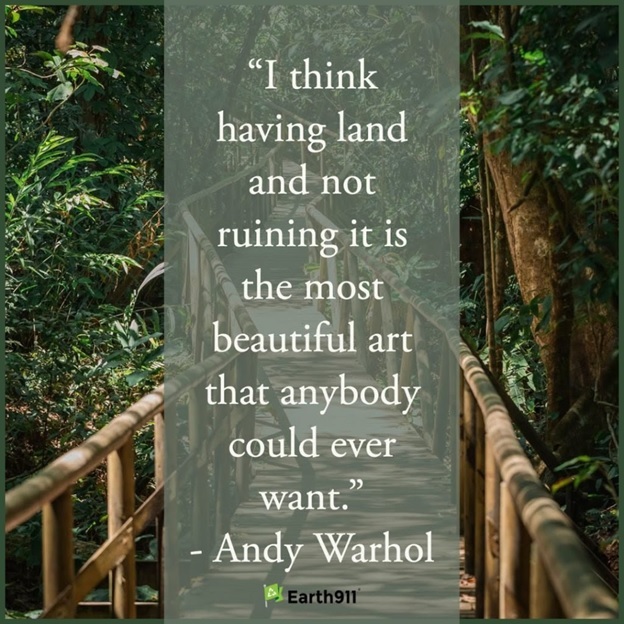 “I think
having land
and not
ruining it is
the most
beautiful art
that anybody
could ever
want.”
- Andy Warhol
Earth911